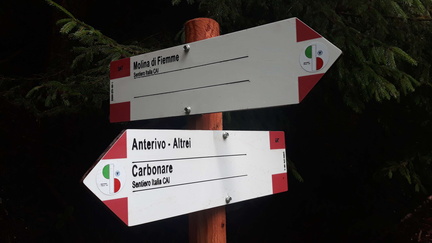 Molina di Fiemme
Sentiero Italia CAI
Anterivo - Altrei
Carbonare
Sentiero Italia CAI